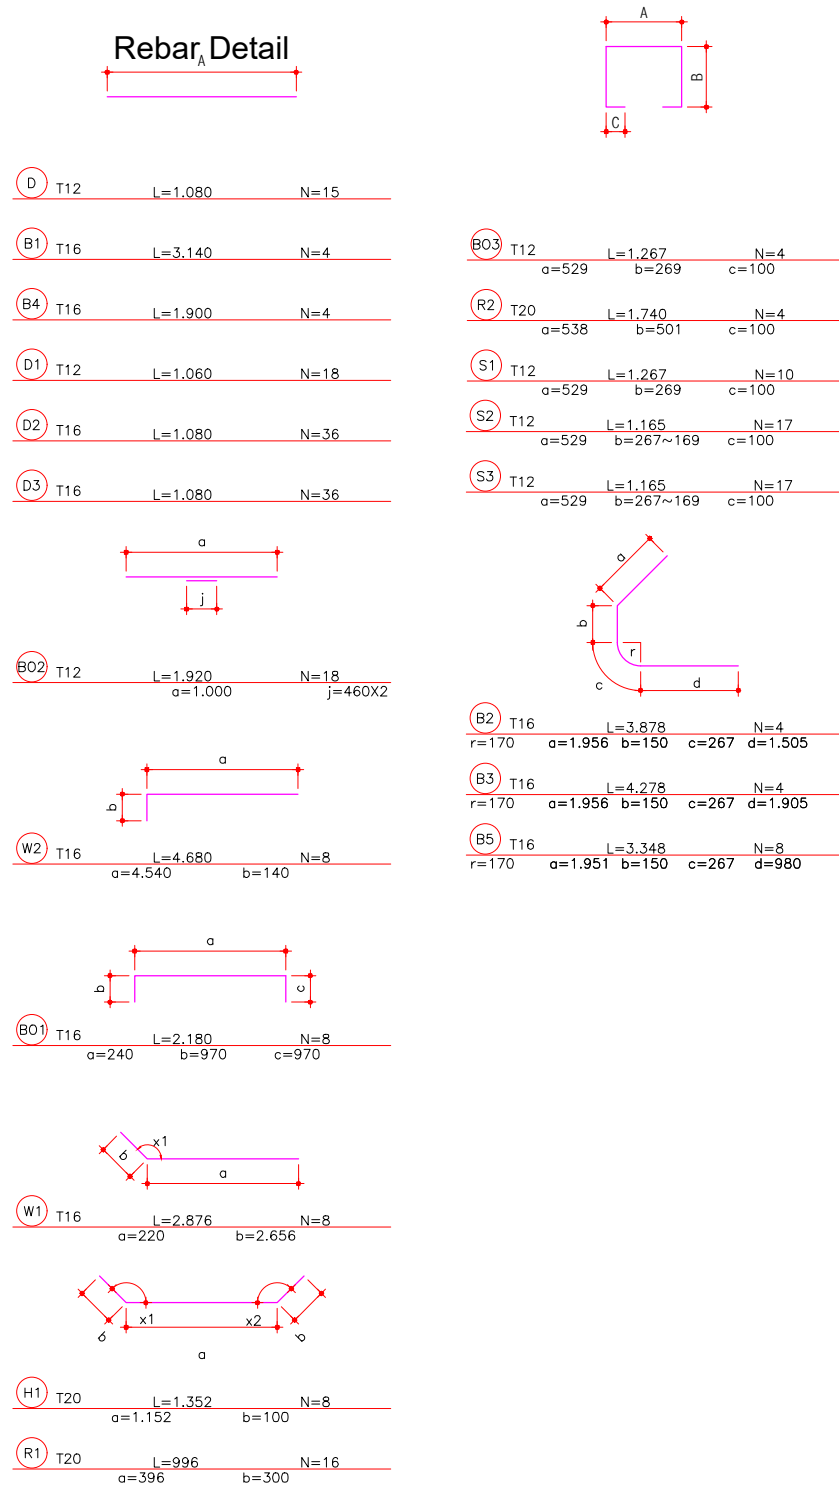 Rebar Detail
A
D T12 L=1.080 N=15
B1 T16 L=3.140 N=4
B4 T16 L=1.900 N=4
D1 T12 L=1.060 N=18
D2 T16 L=1.080 N=36
D3 T16 L=1.080 N=36
a
j
BO2 T12 L=1.920 N=18
a=1.000 j=460X2
a
b
W2 T16 L=4.680 N=8
a=4.540 b=140
a
b c
BO1 T16 L=2.180 N=8
a=240 b=970 c=970
x1
b
a
W1 T16 L=2.876 N=8
a=220 b=2.656
x1 x2
b b
a
H1 T20 L=1.352 N=8
a=1.152 b=100
R1 T20 L=996 N=16
a=396 b=300
A
B
C
BO3 T12 L=1.267 N=4
a=529 b=269 c=100
R2 T20 L=1.740 N=4
a=538 b=501 c=100
S1 T12 L=1.267 N=10
a=529 b=269 c=100
S2 T12 L=1.165 N=17
a=529 b=267~169 c=100
S3 T12 L=1.165 N=17
a=529 b=267~169 c=100
a
b
r
c d
B2 T16 L=3.878 N=4
r=170 a=1.956 b=150 c=267 d=1.505
B3 T16 L=4.278 N=4
r=170 a=1.956 b=150 c=267 d=1.905
B5 T16 L=3.348 N=8
r=170 a=1.951 b=150 c=267 d=980